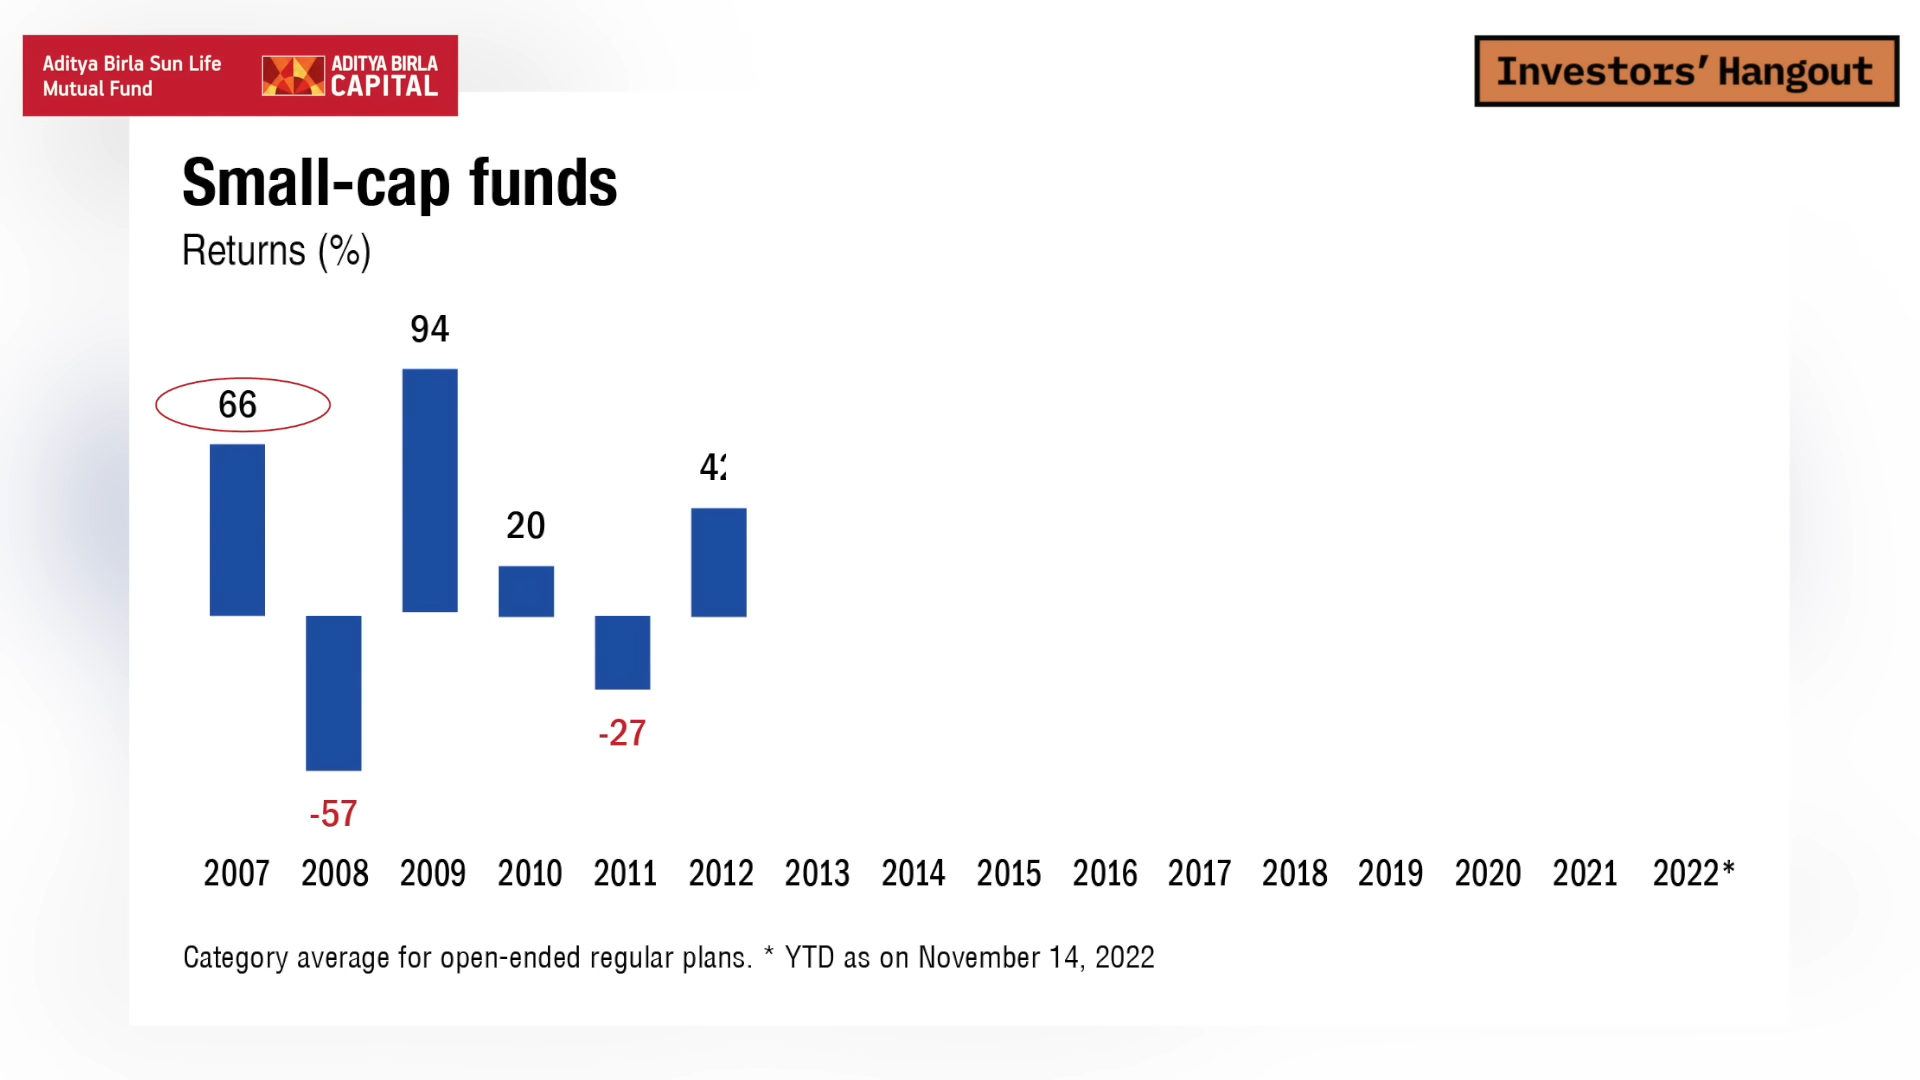 Aditya Birla Sun Life
Mutual Fund
ADITYA BIRLA
CAPITAL
Investors' Hangout
Small-cap funds
Returns (%)
94
66
42
20
-27
-57
2007 2008 2009 2010 2011 2012 2013 2014 2015 2016 2017 2018 2019 2020 2021 2022*
Category average for open-ended regular plans. * YTD as on November 14, 2022